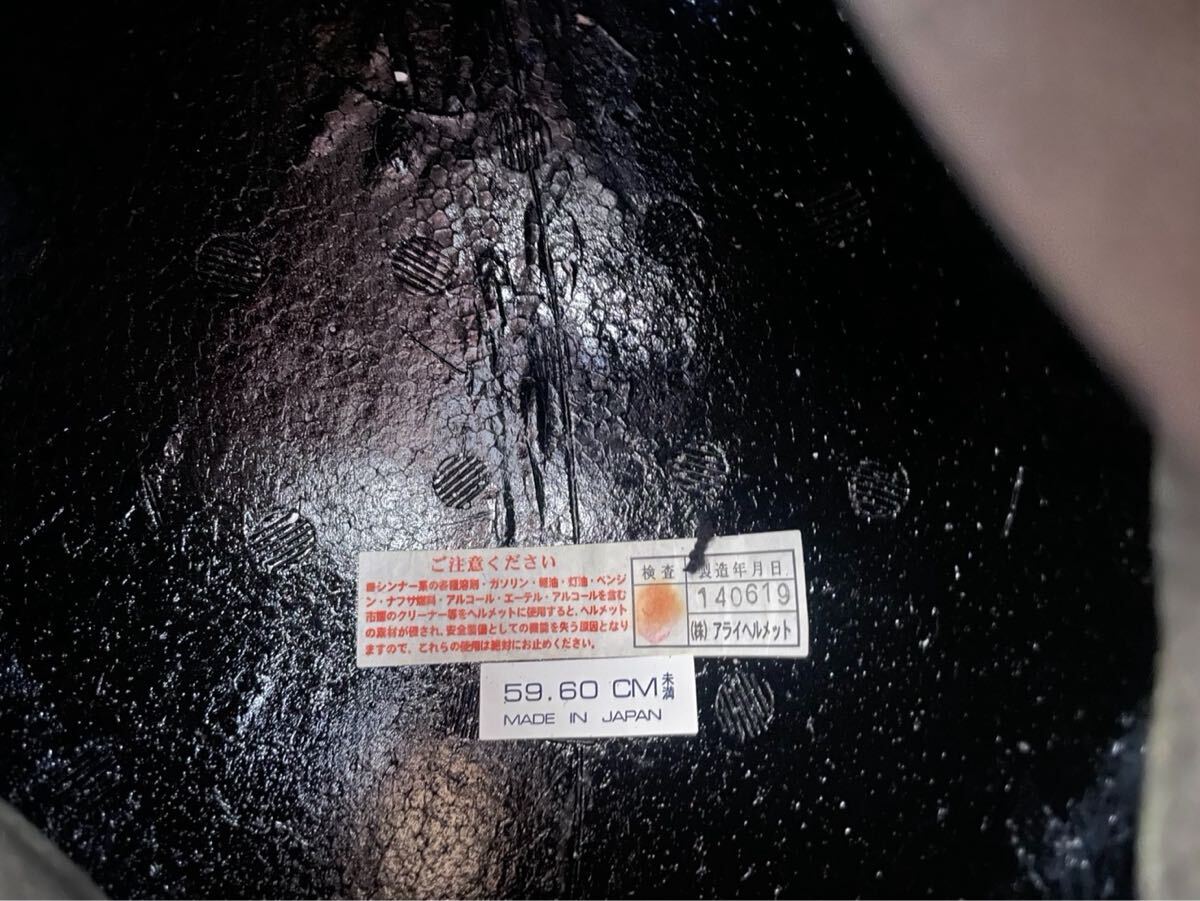 ご注意ください
●シンナー系の各種溶剤・ガソリン・軽油・灯油・ベンジ
ン・ナフサ燃料・アルコール・エーテル・アルコールを含む
市販のクリーナー等をヘルメットに使用すると、ヘルメット
の素材が侵され、安全装備としての機能を失う原因となり
ますので、これらの使用は絶対にお止めください。
検査
製造年月日
140619
(株)アライヘルメット
59.60 CM未満
MADE IN JAPAN